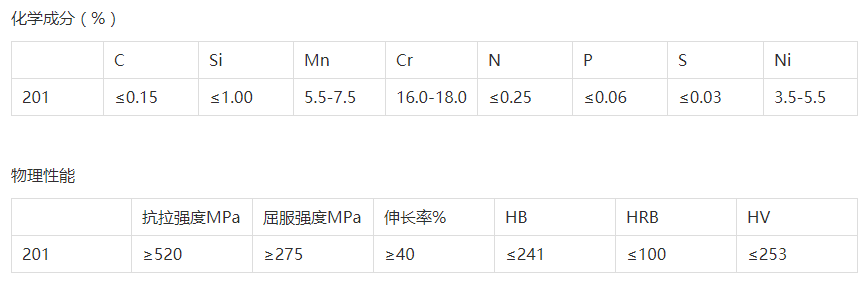 化学成分（%）
C Si Mn Cr N P S Ni
201 ≤0.15 ≤1.00 5.5-7.5 16.0-18.0 ≤0.25 ≤0.06 ≤0.03 3.5-5.5
物理性能
抗拉强度MPa 屈服强度MPa 伸长率% HB HRB HV
201 ≥520 ≥275 ≥40 ≤241 ≤100 ≤253